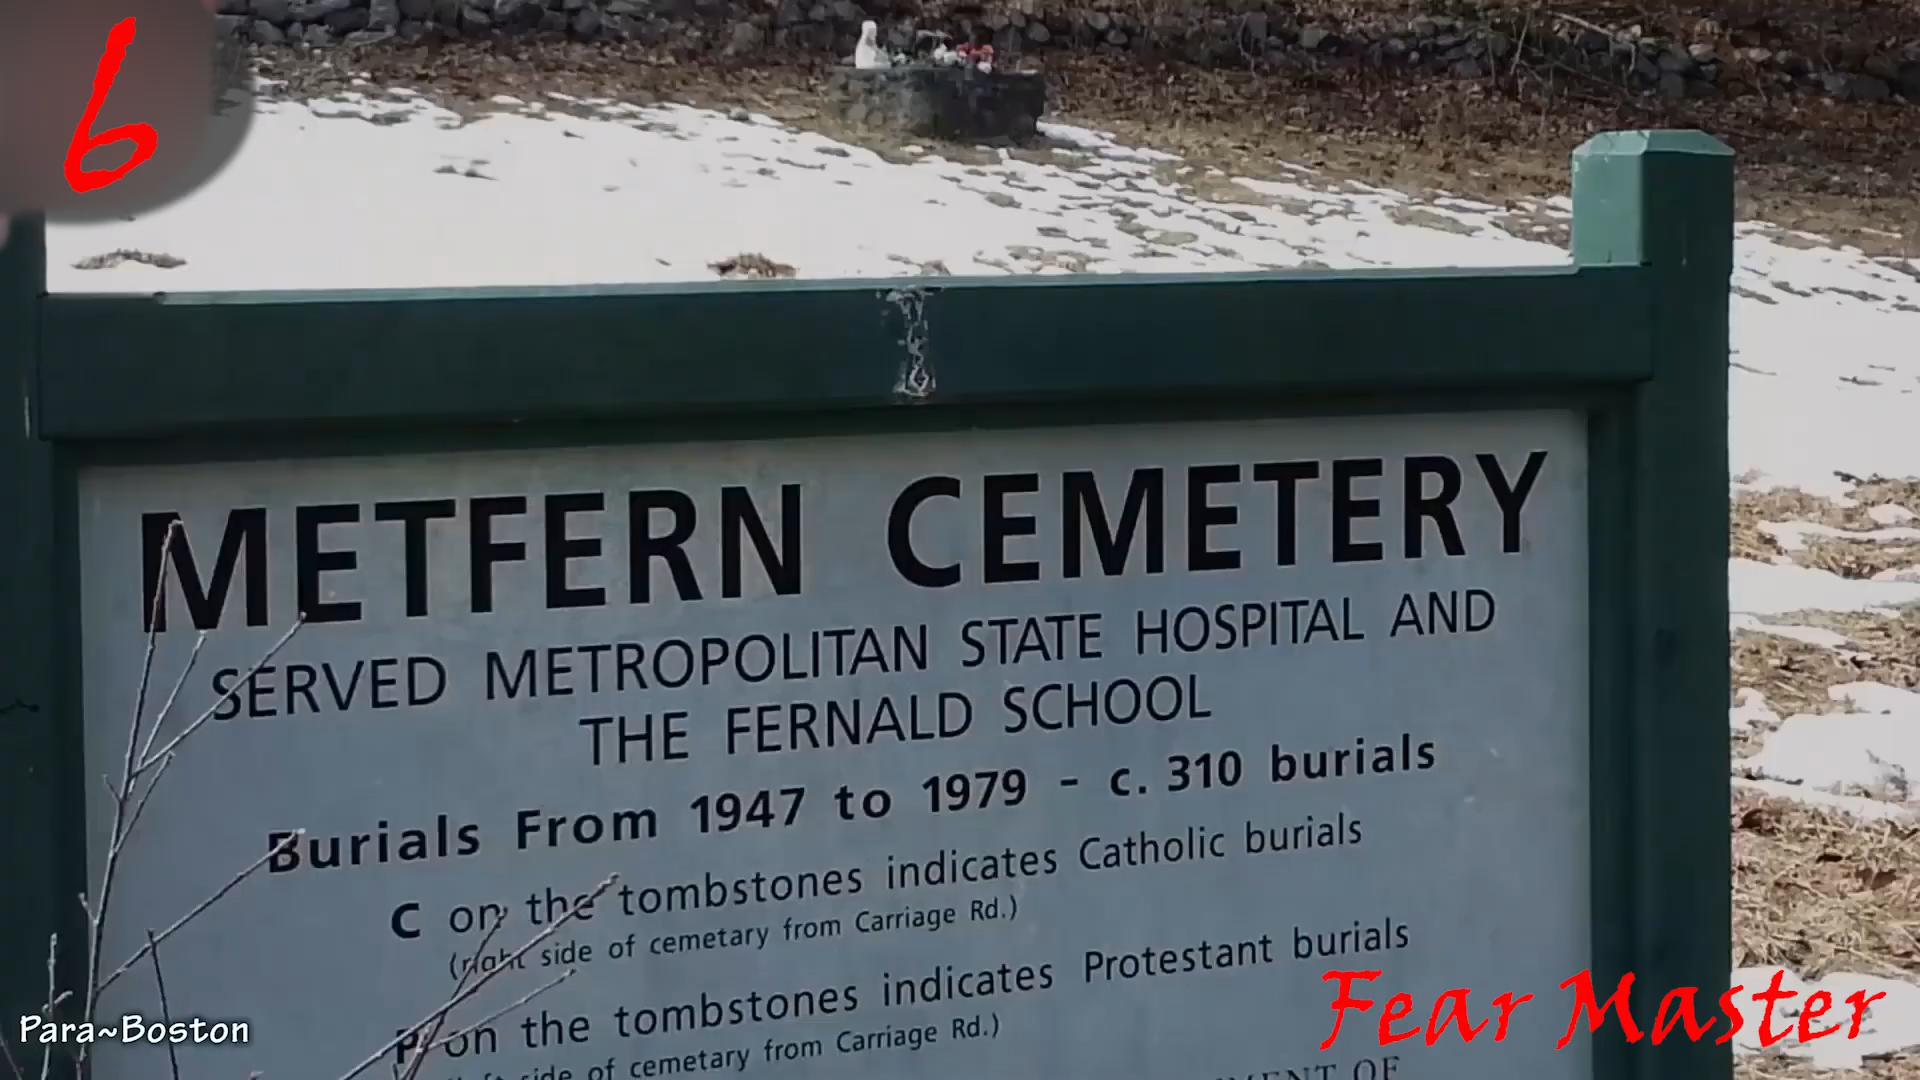 6
METFERN CEMETERY
SERVED METROPOLITAN STATE HOSPITAL AND
THE FERNALD SCHOOL
Burials From 1947 to 1979 - c. 310 burials
C on the tombstones indicates Catholic burials
(right side of cemetary from Carriage Rd.)
P on the tombstones indicates Protestant burials
side of cemetary from Carriage Rd.)
OF
Para~Boston
Fear Master